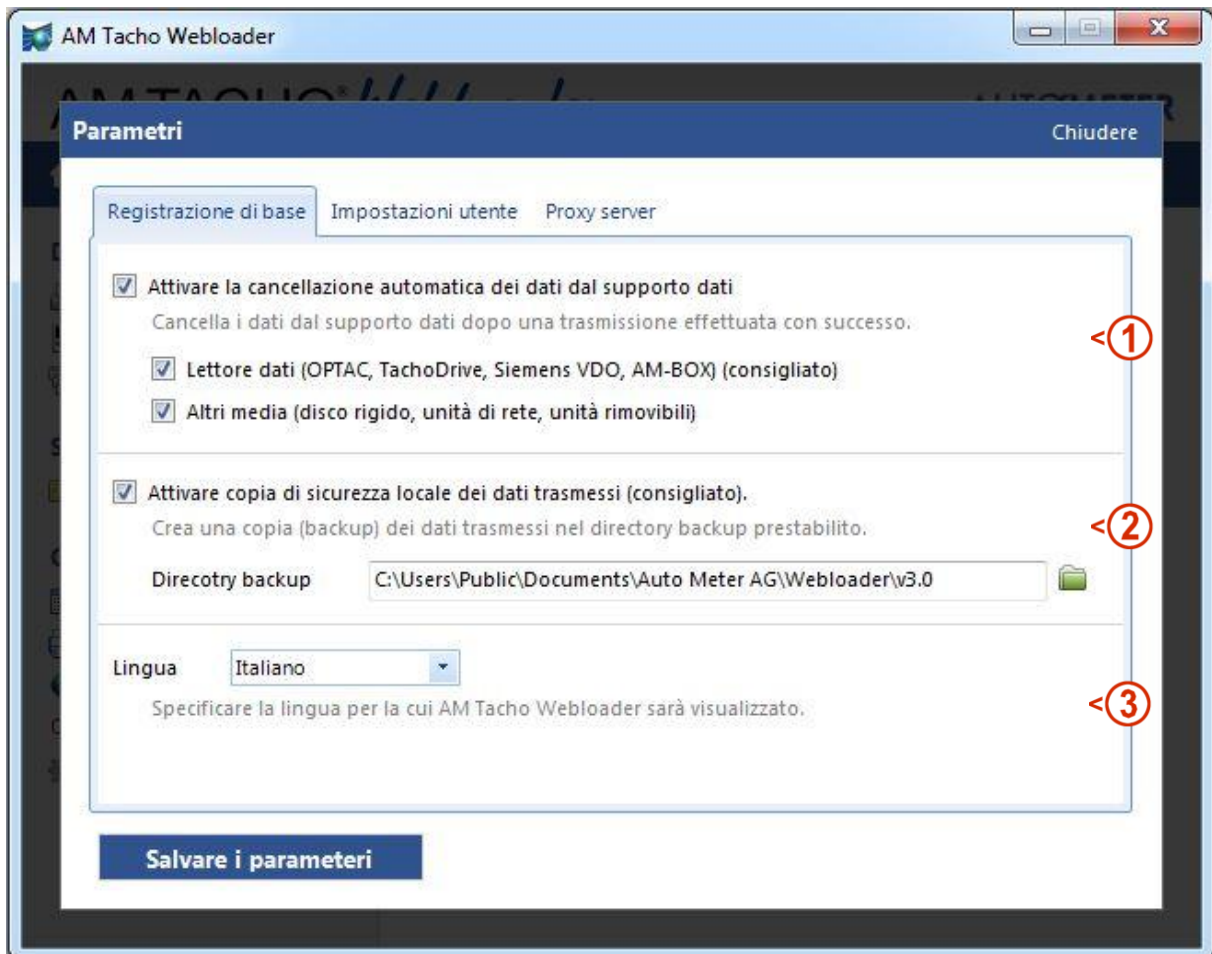 AM Tacho Webloader
Parametri
Chiudere
Registrazione di base Impostazioni utente Proxy server
Attivare la cancellazione automatica dei dati dal supporto dati
Cancella i dati dal supporto dati dopo una trasmissione effettuata con successo.
<1
Lettore dati (OPTAC, TachoDrive, Siemens VDO, AM-BOX) (consigliato)
Altri media (disco rigido, unità di rete, unità rimovibili)
Attivare copia di sicurezza locale dei dati trasmessi (consigliato).
Crea una copia (backup) dei dati trasmessi nel directory backup prestabilito.
<2
Direcotry backup C:\Users\Public\Documents\Auto Meter AG\Webloader\v3.0
Lingua Italiano
Specificare la lingua per la cui AM Tacho Webloader sarà visualizzato.
<3
Salvare i parameteri